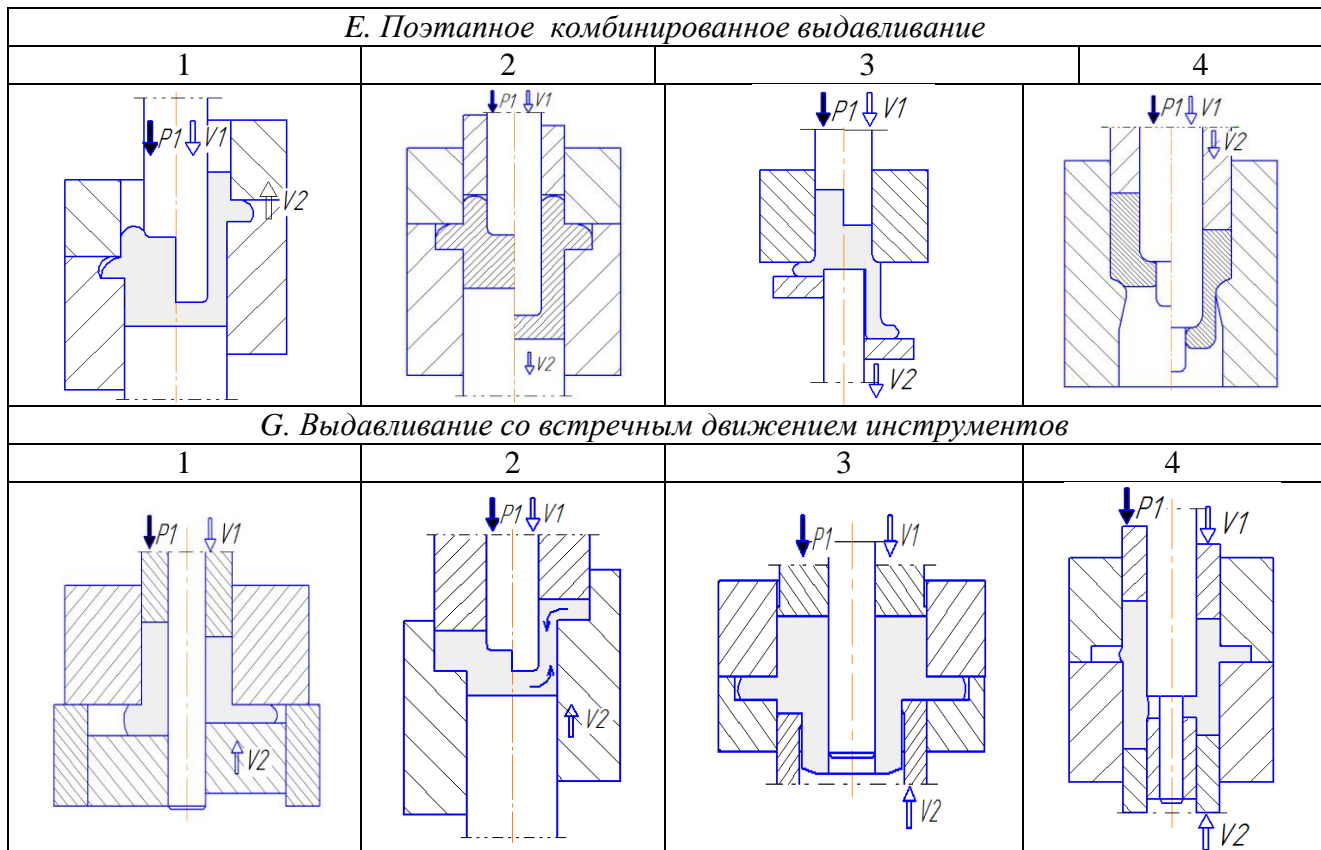 E. Поэтапное комбинированное выдавливание
1 2 3 4
P1 V1 V2
P1 V1 V2
P1 V1 V2
P1 V1 V2
G. Выдавливание со встречным движением инструментов
1 2 3 4
P1 V1 V2
P1 V1 V2
P1 V1 V2
P1 V1 V2